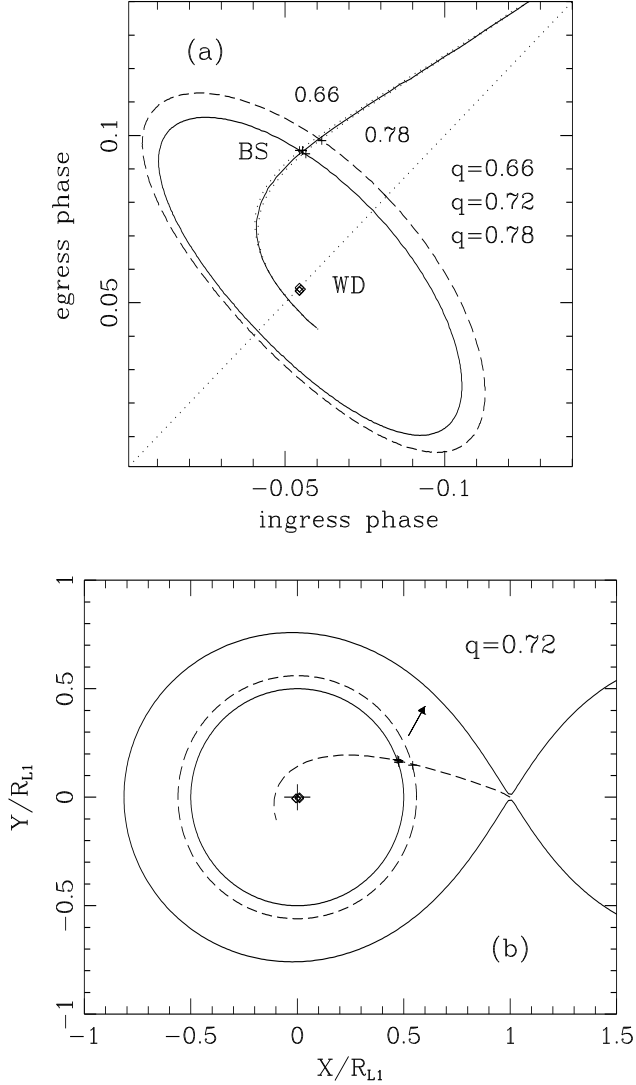 (a)
0.66
0.78
BS
q=0.66
q=0.72
q=0.78
WD
0.1
0.05
egress phase
−0.05 −0.1
ingress phase
1
0.5
0
−0.5
−1
Y/R_L1
q=0.72
(b)
−1 −0.5 0 0.5 1 1.5
X/R_L1